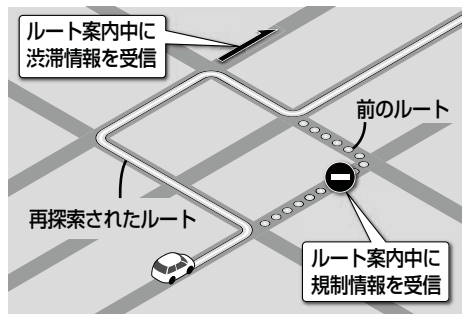 ルート案内中に
渋滞情報を受信
前のルート
再探索されたルート
ルート案内中に
規制情報を受信